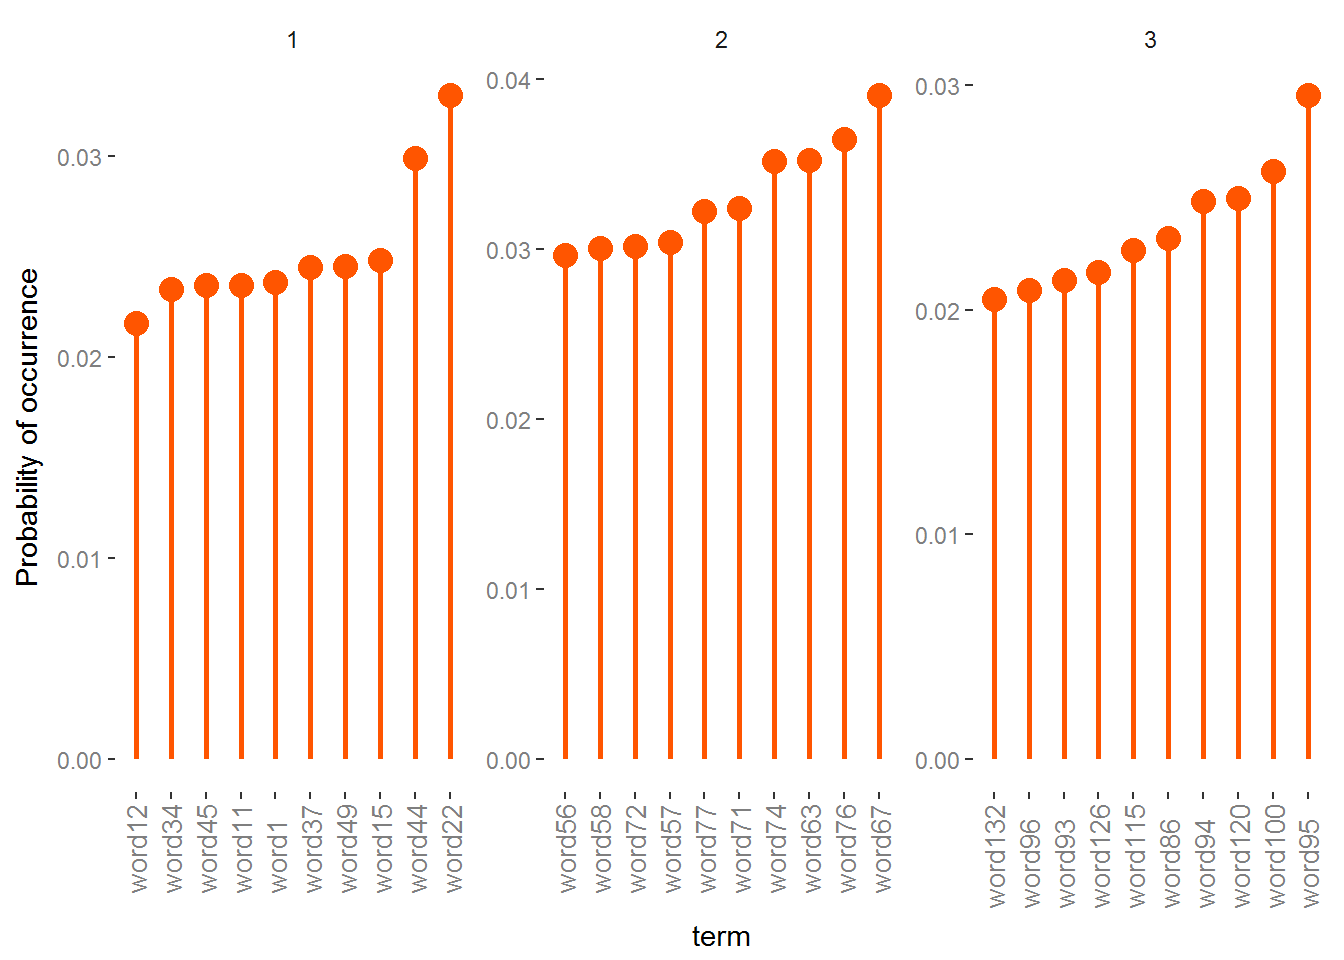 1
2
3
Probability of occurrence
0.03
0.02
0.01
0.00
0.04
0.03
0.02
0.01
0.00
0.03
0.02
0.01
0.00
word12
word34
word45
word11
word1
word37
word49
word15
word44
word22
word56
word58
word72
word57
word77
word71
word74
word63
word76
word67
word132
word96
word93
word126
word115
word86
word94
word120
word100
word95
term